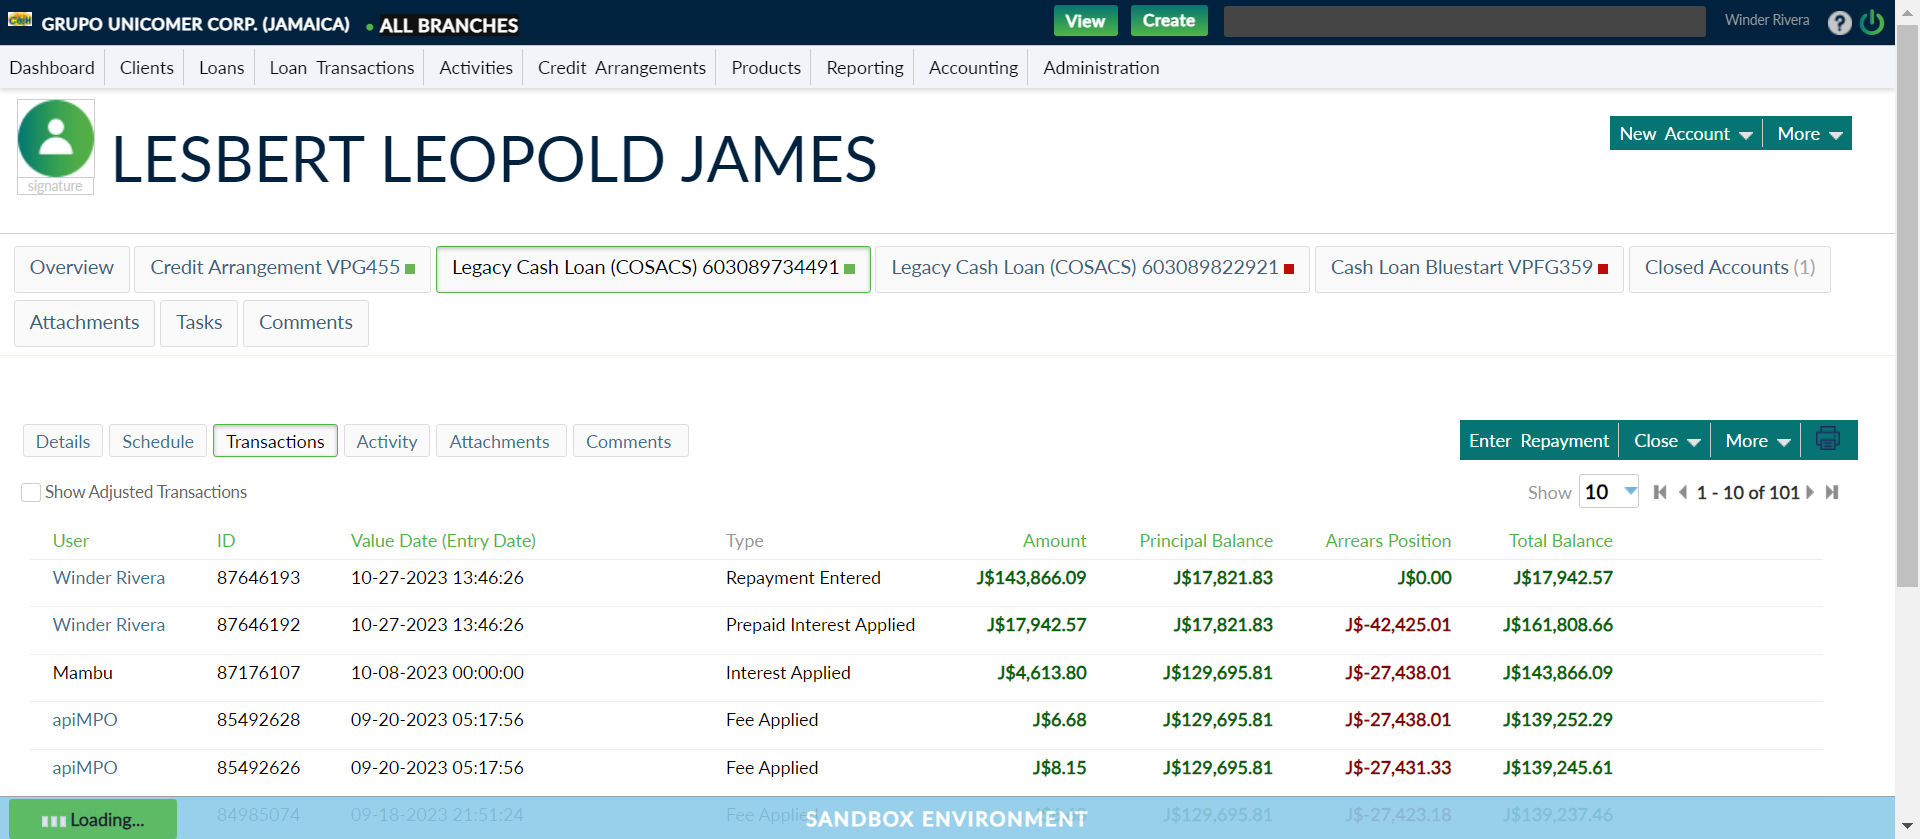 CaSH GRUPO UNICOMER CORP. (JAMAICA) • ALL BRANCHES View Create Winder Rivera ?
Dashboard Clients Loans Loan Transactions Activities Credit Arrangements Products Reporting Accounting Administration
LESBERT LEOPOLD JAMES
New Account More
signature
Overview Credit Arrangement VPG455 Legacy Cash Loan (COSACS) 603089734491 Legacy Cash Loan (COSACS) 603089822921 Cash Loan Bluestart VPFG359 Closed Accounts (1)
Attachments Tasks Comments
Details Schedule Transactions Activity Attachments Comments Enter Repayment Close More
Show Adjusted Transactions Show 10 1 - 10 of 101
User ID Value Date (Entry Date) Type Amount Principal Balance Arrears Position Total Balance
Winder Rivera 87646193 10-27-2023 13:46:26 Repayment Entered J$143,866.09 J$17,821.83 J$0.00 J$17,942.57
Winder Rivera 87646192 10-27-2023 13:46:26 Prepaid Interest Applied J$17,942.57 J$17,821.83 J$-42,425.01 J$161,808.66
Mambu 87176107 10-08-2023 00:00:00 Interest Applied J$4,613.80 J$129,695.81 J$-27,438.01 J$143,866.09
apiMPO 85492628 09-20-2023 05:17:56 Fee Applied J$6.68 J$129,695.81 J$-27,438.01 J$139,252.29
apiMPO 85492626 09-20-2023 05:17:56 Fee Applied J$8.15 J$129,695.81 J$-27,431.33 J$139,245.61
Loading... 84985074 09-18-2023 21:51:24 Fee Applied SANDBOX ENVIRONMENT J$129,695.81 J$-27,423.18 J$139,237.46